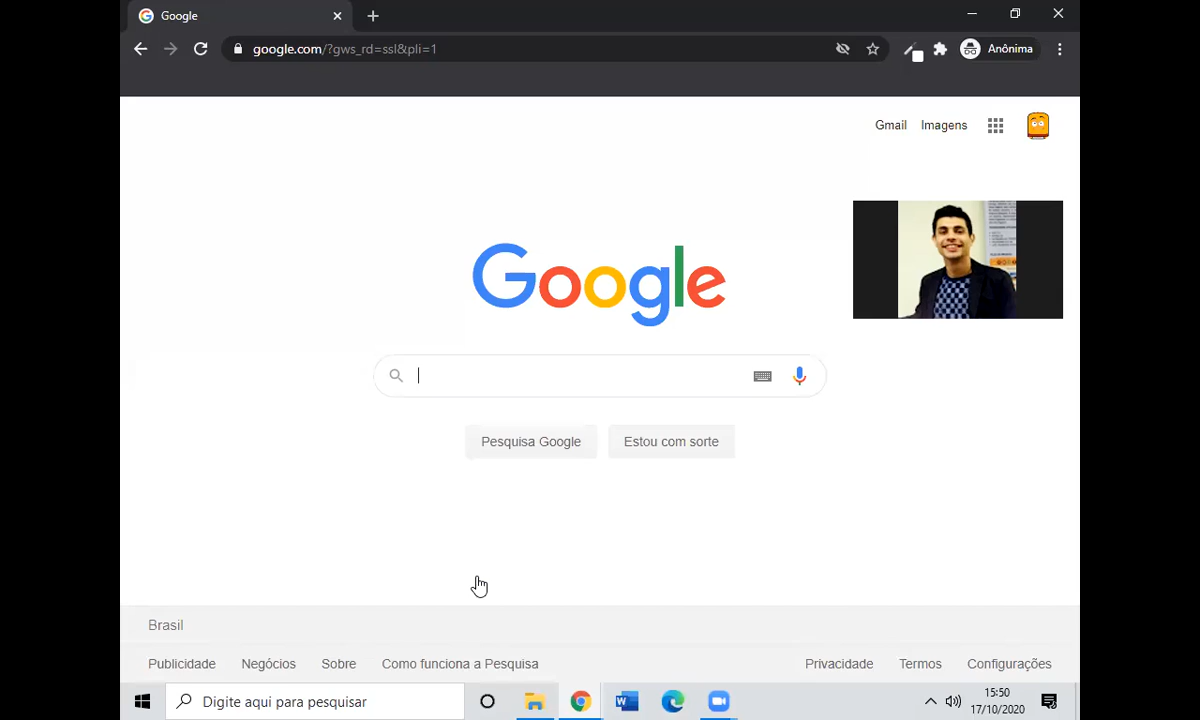 Google
google.com/?gws_rd=ssl&pli=1
Anônima
Gmail Imagens
Google
Pesquisa Google Estou com sorte
Brasil
Publicidade Negócios Sobre Como funciona a Pesquisa Privacidade Termos Configurações
Digite aqui para pesquisar
15:50
17/10/2020